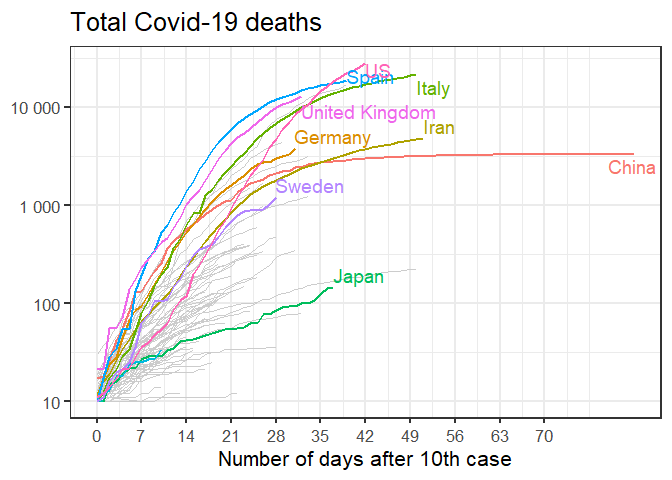 Total Covid-19 deaths
US
Spain
Italy
10 000
United Kingdom
Iran
Germany
China
Sweden
1 000
Japan
100
10
0 7 14 21 28 35 42 49 56 63 70
Number of days after 10th case